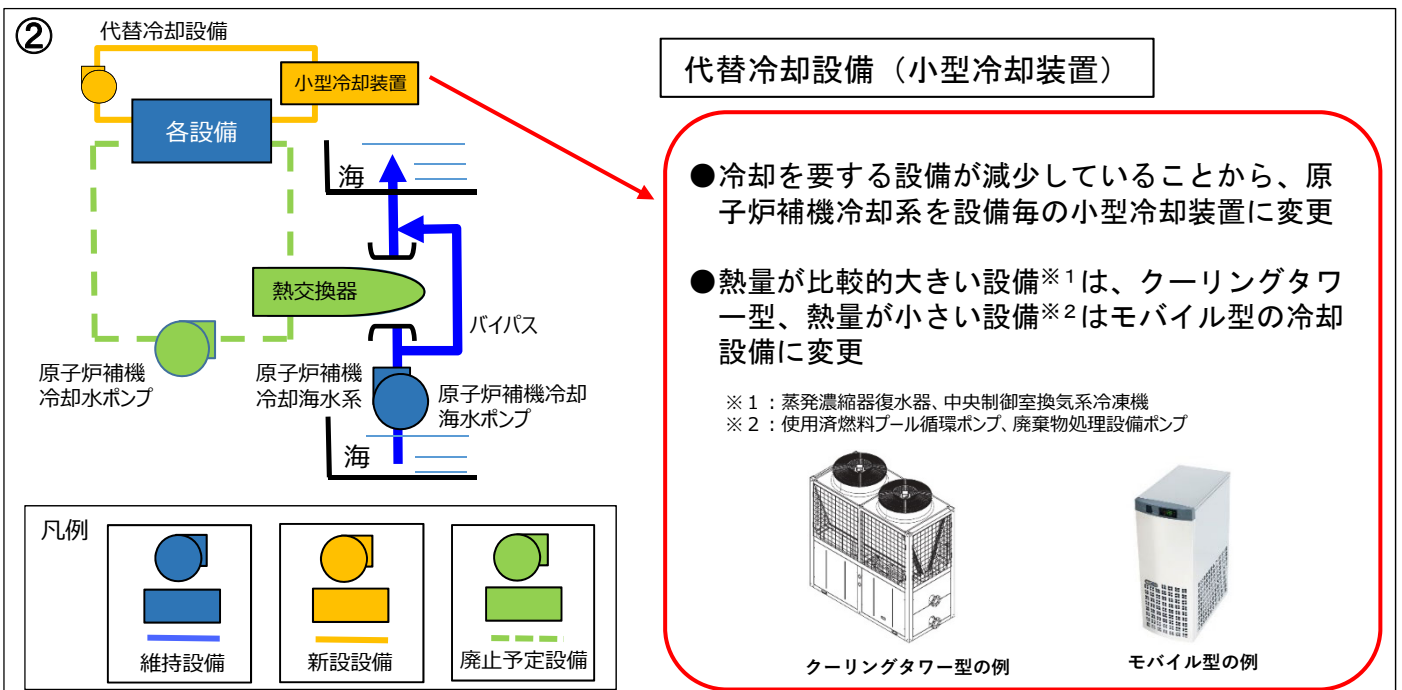 ②
代替冷却設備
小型冷却装置
各設備
海
熱交換器
バイパス
原子炉補機
冷却水ポンプ
原子炉補機
冷却海水系
原子炉補機冷却
海水ポンプ
海
凡例
維持設備
新設設備
廃止予定設備
代替冷却設備（小型冷却装置）
●冷却を要する設備が減少していることから、原
子炉補機冷却系を設備毎の小型冷却装置に変更
●熱量が比較的大きい設備※1は、クーリングタワ
ー型、熱量が小さい設備※2はモバイル型の冷却
設備に変更
※１：蒸発濃縮器復水器、中央制御室換気系冷凍機
※２：使用済燃料プール循環ポンプ、廃棄物処理設備ポンプ
クーリングタワー型の例
モバイル型の例